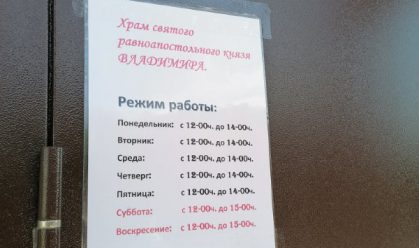 Храм святого
равноапостольного князя
ВЛАДИМИРА.
Режим работы:
Понедельник: с 12-00ч. до 14-00ч.
Вторник: с 12-00ч. до 14-00ч.
Среда: с 12-00ч. до 14-00ч.
Четверг: с 12-00ч. до 14-00ч.
Пятница: с 12-00ч. до 14-00ч.
Суббота: с 12-00ч. до 15-00ч.
Воскресение: с 12-00ч. до 15-00ч.